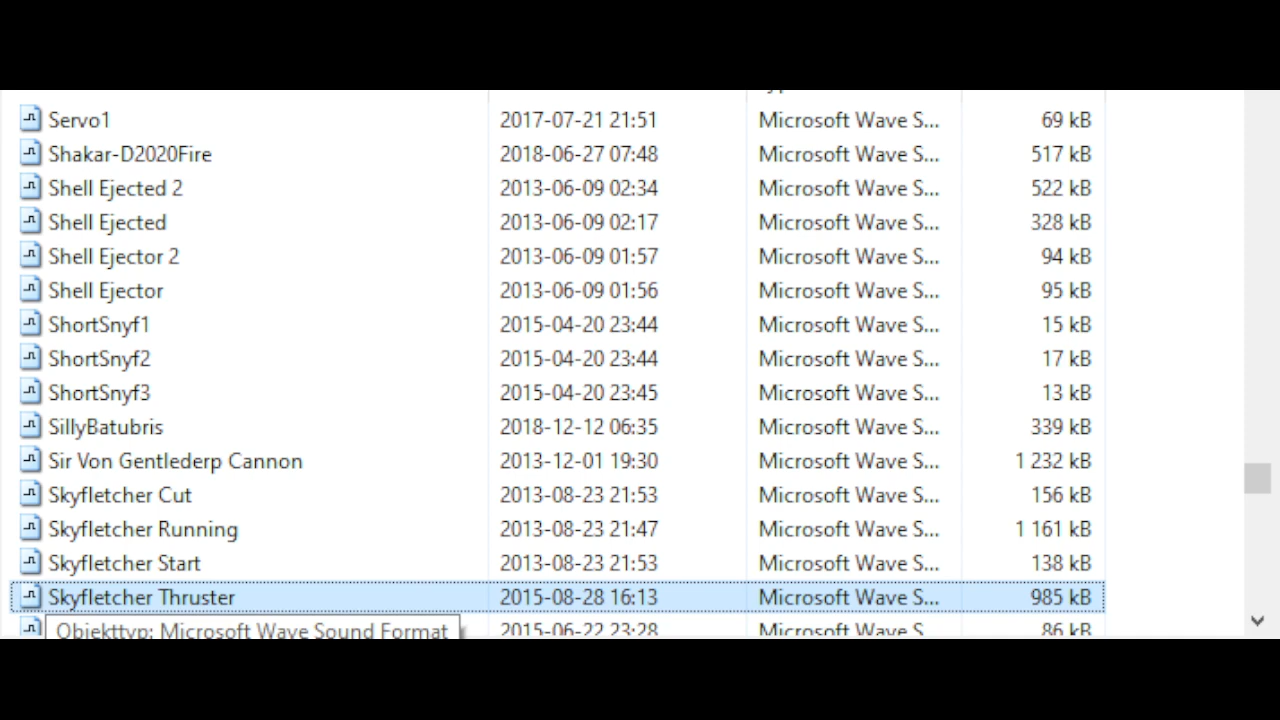 Servo1 2017-07-21 21:51 Microsoft Wave S... 69 kB
Shakar-D2020Fire 2018-06-27 07:48 Microsoft Wave S... 517 kB
Shell Ejected 2 2013-06-09 02:34 Microsoft Wave S... 522 kB
Shell Ejected 2013-06-09 02:17 Microsoft Wave S... 328 kB
Shell Ejector 2 2013-06-09 01:57 Microsoft Wave S... 94 kB
Shell Ejector 2013-06-09 01:56 Microsoft Wave S... 95 kB
ShortSnyf1 2015-04-20 23:44 Microsoft Wave S... 15 kB
ShortSnyf2 2015-04-20 23:44 Microsoft Wave S... 17 kB
ShortSnyf3 2015-04-20 23:45 Microsoft Wave S... 13 kB
SillyBatubris 2018-12-12 06:35 Microsoft Wave S... 339 kB
Sir Von Gentlederp Cannon 2013-12-01 19:30 Microsoft Wave S... 1 232 kB
Skyfletcher Cut 2013-08-23 21:53 Microsoft Wave S... 156 kB
Skyfletcher Running 2013-08-23 21:47 Microsoft Wave S... 1 161 kB
Skyfletcher Start 2013-08-23 21:53 Microsoft Wave S... 138 kB
Skyfletcher Thruster 2015-08-28 16:13 Microsoft Wave S... 985 kB
Objekttyp: Microsoft Wave Sound Format 2015-06-22 23:28 Microsoft Wave S 86 kB